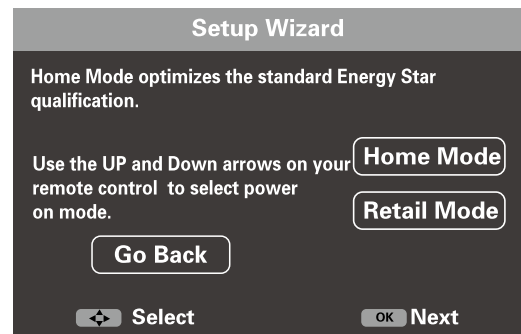 Setup Wizard
Home Mode optimizes the standard Energy Star
qualification.
Use the UP and Down arrows on your
remote control to select power
on mode.
Home Mode
Retail Mode
Go Back
Select
OK Next